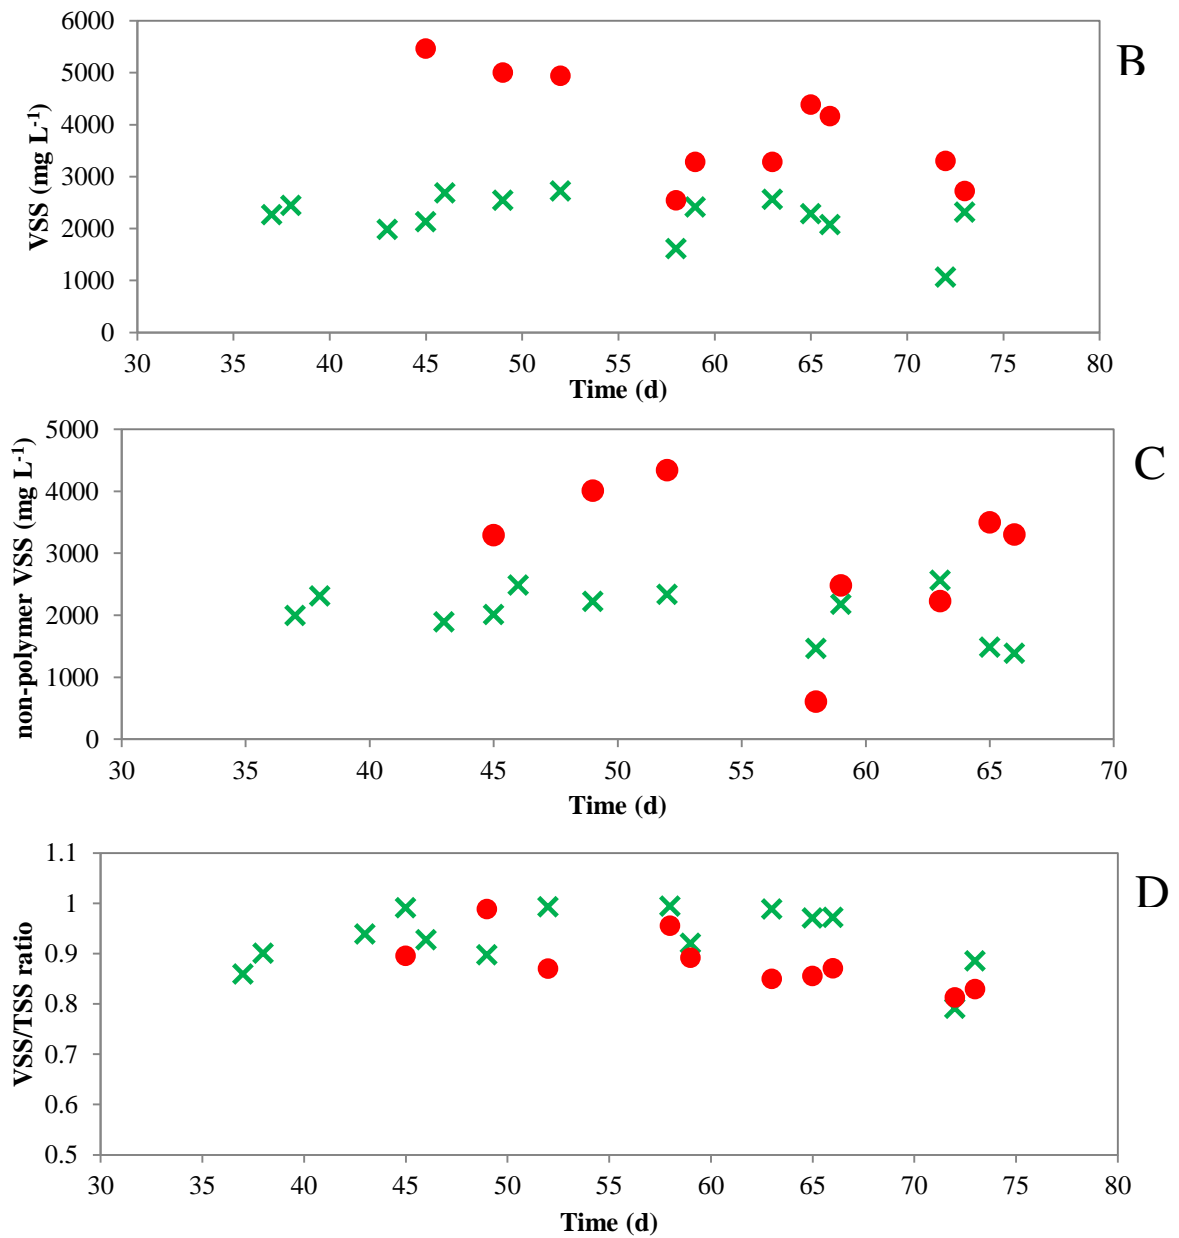 B
VSS (mg L-1)
6000
5000
4000
3000
2000
1000
0
30 35 40 45 50 55 60 65 70 75 80
Time (d)
C
non-polymer VSS (mg L-1)
5000
4000
3000
2000
1000
0
30 35 40 45 50 55 60 65 70
Time (d)
D
VSS/TSS ratio
1.1
1
0.9
0.8
0.7
0.6
0.5
30 35 40 45 50 55 60 65 70 75 80
Time (d)